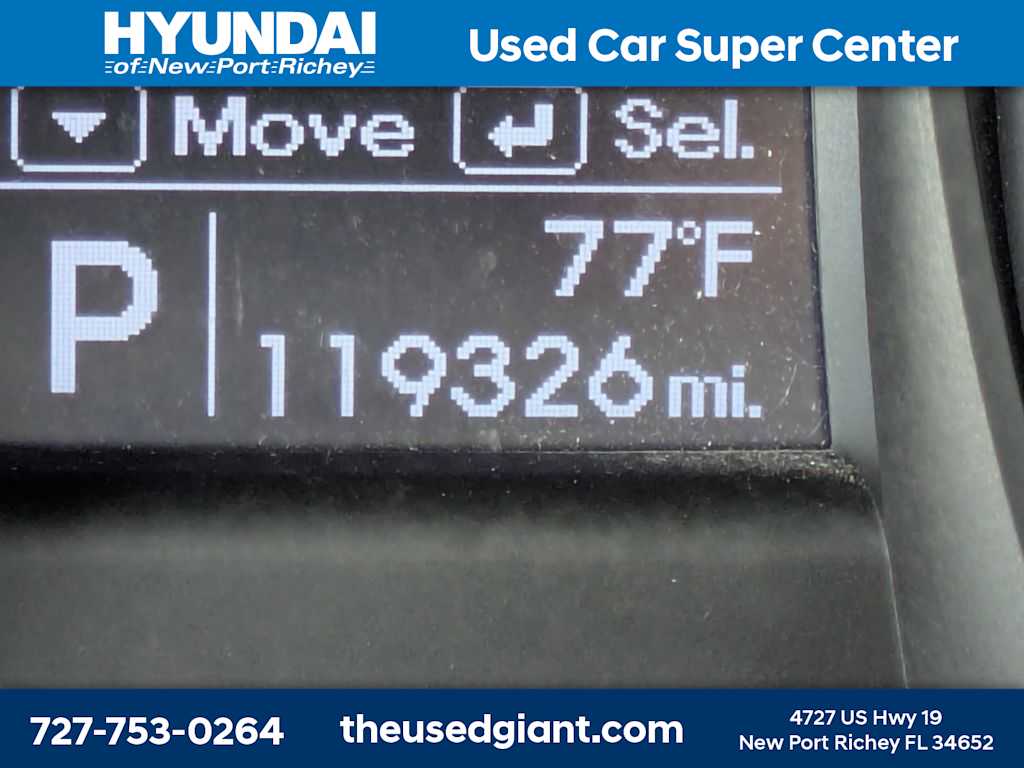 HYUNDAI
of New Port Richey
Used Car Super Center
Move Sel.
77°F
P
119326 mi.
727-753-0264
theusedgiant.com
4727 US Hwy 19
New Port Richey FL 34652